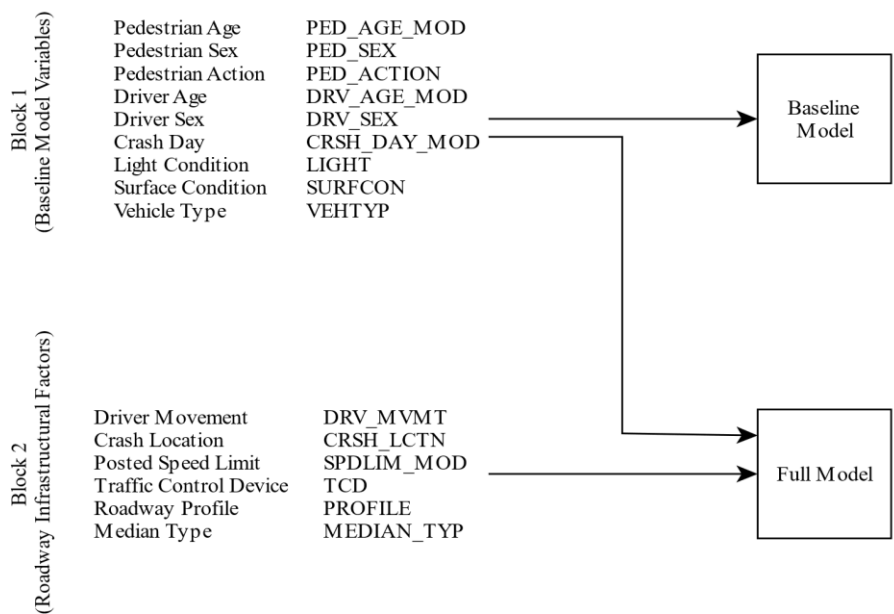 Block 1
(Baseline Model Variables)
Pedestrian Age PED_AGE_MOD
Pedestrian Sex PED_SEX
Pedestrian Action PED_ACTION
Driver Age DRV_AGE_MOD
Driver Sex DRV_SEX
Crash Day CRSH_DAY_MOD
Light Condition LIGHT
Surface Condition SURFCON
Vehicle Type VEHTYP
Baseline
Model
Block 2
(Roadway Infrastructural Factors)
Driver Movement DRV_MVMT
Crash Location CRSH_LCTN
Posted Speed Limit SPDLIM_MOD
Traffic Control Device TCD
Roadway Profile PROFILE
Median Type MEDIAN_TYP
Full Model